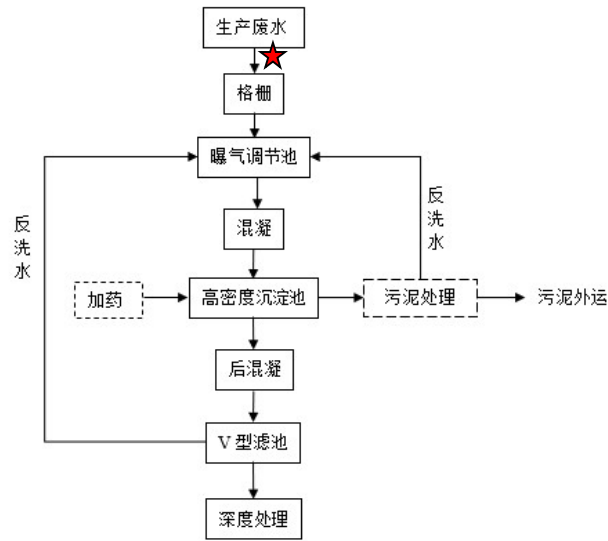 生产废水
格栅
曝气调节池
反洗水
反洗水
混凝
加药
高密度沉淀池
污泥处理
污泥外运
后混凝
V型滤池
深度处理